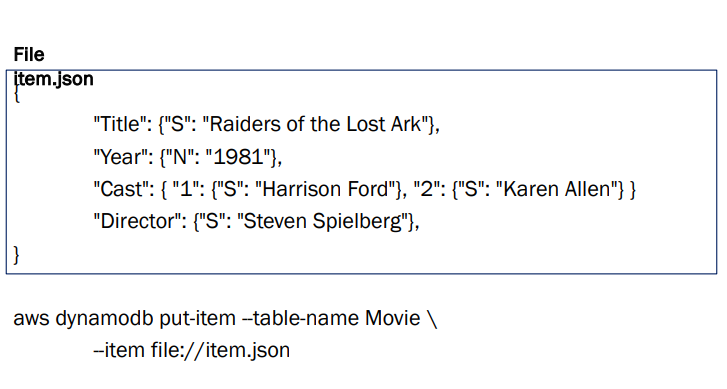 File
item.json
{
"Title": {"S": "Raiders of the Lost Ark"},
"Year": {"N": "1981"},
"Cast": { "1": {"S": "Harrison Ford"}, "2": {"S": "Karen Allen"} }
"Director": {"S": "Steven Spielberg"},
}
aws dynamodb put-item --table-name Movie \
--item file://item.json